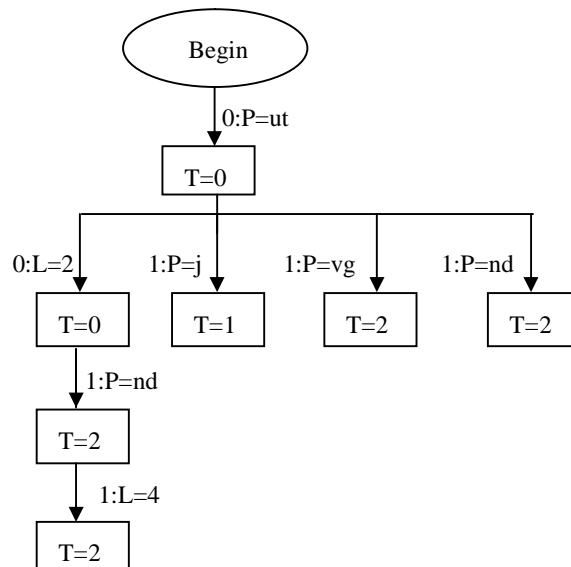 Begin
0:P=ut
T=0
0:L=2
1:P=j
1:P=vg
1:P=nd
T=0
T=1
T=2
T=2
1:P=nd
T=2
1:L=4
T=2